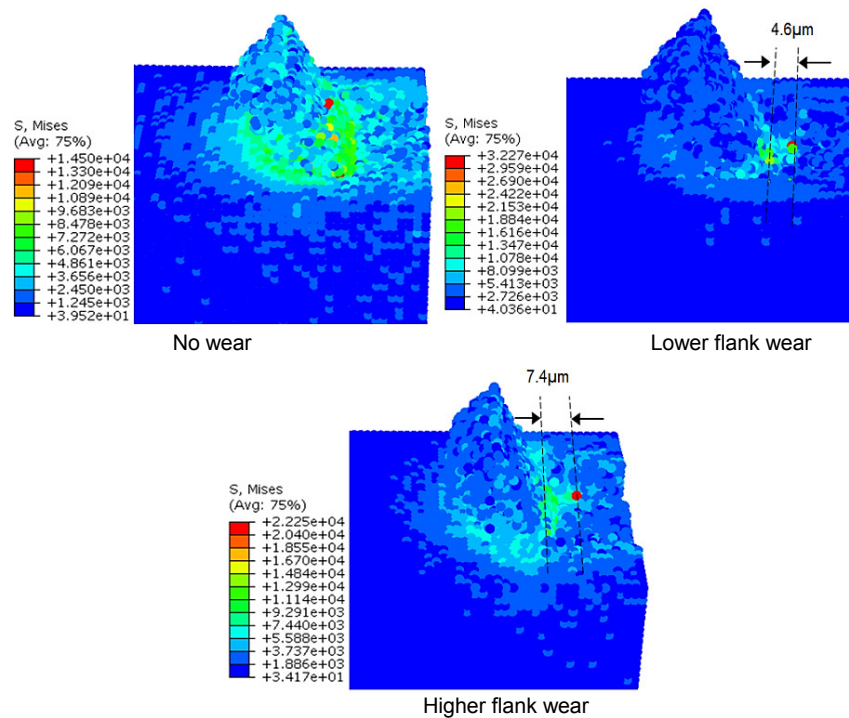 4.6µm
S, Mises
(Avg: 75%)
+1.450e+04
+1.330e+04
+1.209e+04
+1.089e+04
+9.683e+03
+8.478e+03
+7.272e+03
+6.067e+03
+4.861e+03
+3.656e+03
+2.450e+03
+1.245e+03
+3.952e+01
No wear
S, Mises
(Avg: 75%)
+3.227e+04
+2.959e+04
+2.690e+04
+2.422e+04
+2.153e+04
+1.884e+04
+1.616e+04
+1.347e+04
+1.078e+04
+8.099e+03
+5.413e+03
+2.726e+03
+4.036e+01
Lower flank wear
7.4µm
S, Mises
(Avg: 75%)
+2.225e+04
+2.040e+04
+1.855e+04
+1.670e+04
+1.484e+04
+1.299e+04
+1.114e+04
+9.291e+03
+7.440e+03
+5.588e+03
+3.737e+03
+1.886e+03
+3.417e+01
Higher flank wear